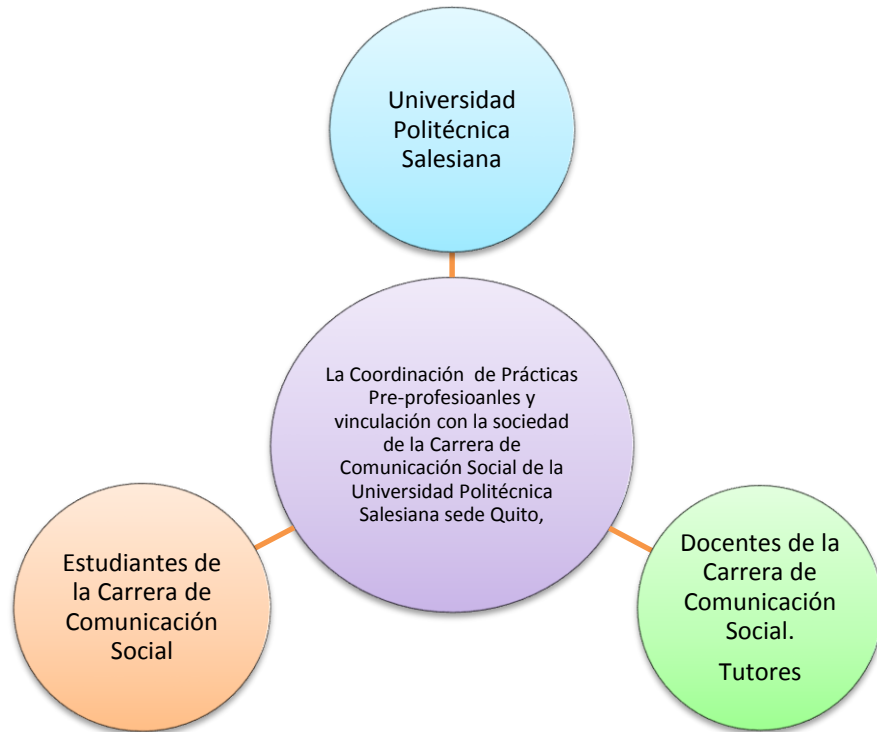 Universidad
Politécnica
Salesiana
La Coordinación de Prácticas
Pre-profesioanles y
vinculación con la sociedad
de la Carrera de
Comunicación Social de la
Universidad Politécnica
Salesiana sede Quito,
Estudiantes de
la Carrera de
Comunicación
Social
Docentes de la
Carrera de
Comunicación
Social.
Tutores